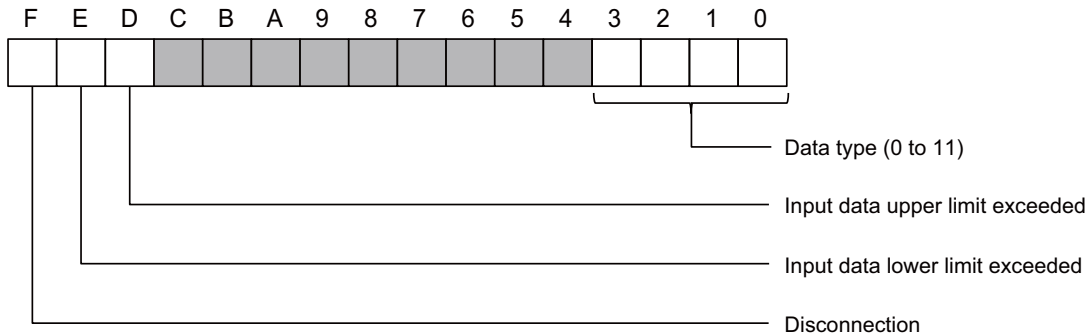 F E D C B A 9 8 7 6 5 4 3 2 1 0
Data type (0 to 11)
Input data upper limit exceeded
Input data lower limit exceeded
Disconnection